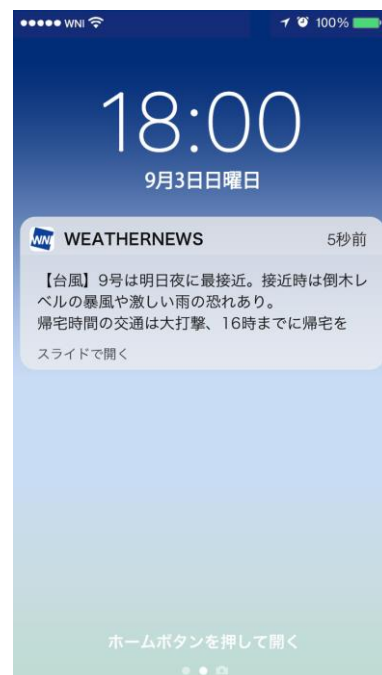 WNI
100%
18:00
9月3日日曜日
WNI WEATHERNEWS 5秒前
【台風】9号は明日夜に最接近。接近時は倒木レ
ベルの暴風や激しい雨の恐れあり。
帰宅時間の交通は大打撃、16時までに帰宅を
スライドで開く
ホームボタンを押して開く